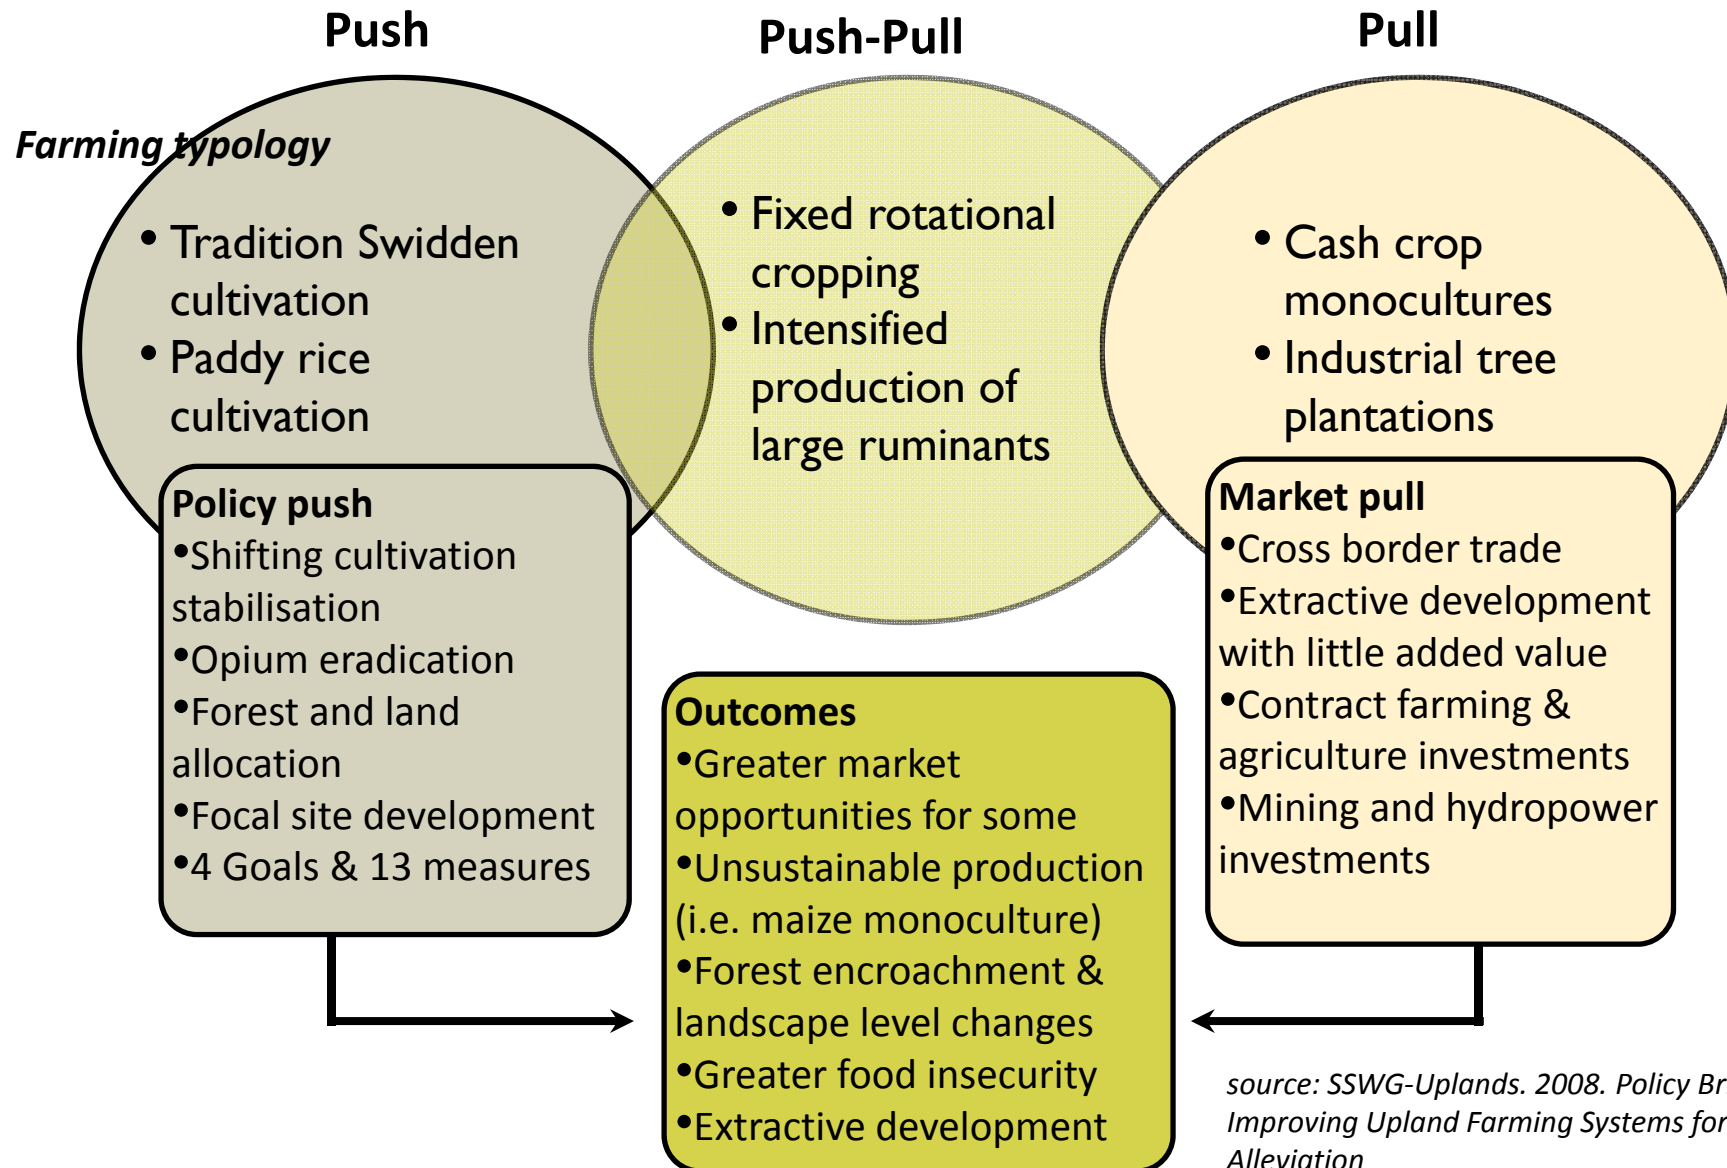 Push
Push-Pull
Pull
Farming typology
• Tradition Swidden
cultivation
• Paddy rice
cultivation
• Fixed rotational
cropping
• Intensified
production of
large ruminants
• Cash crop
monocultures
• Industrial tree
plantations
Policy push
•Shifting cultivation
stabilisation
•Opium eradication
•Forest and land
allocation
•Focal site development
•4 Goals & 13 measures
Outcomes
•Greater market
opportunities for some
•Unsustainable production
(i.e. maize monoculture)
•Forest encroachment &
landscape level changes
•Greater food insecurity
•Extractive development
Market pull
•Cross border trade
•Extractive development
with little added value
•Contract farming &
agriculture investments
•Mining and hydropower
investments
source: SSWG-Uplands. 2008. Policy Br
Improving Upland Farming Systems for
Alleviation